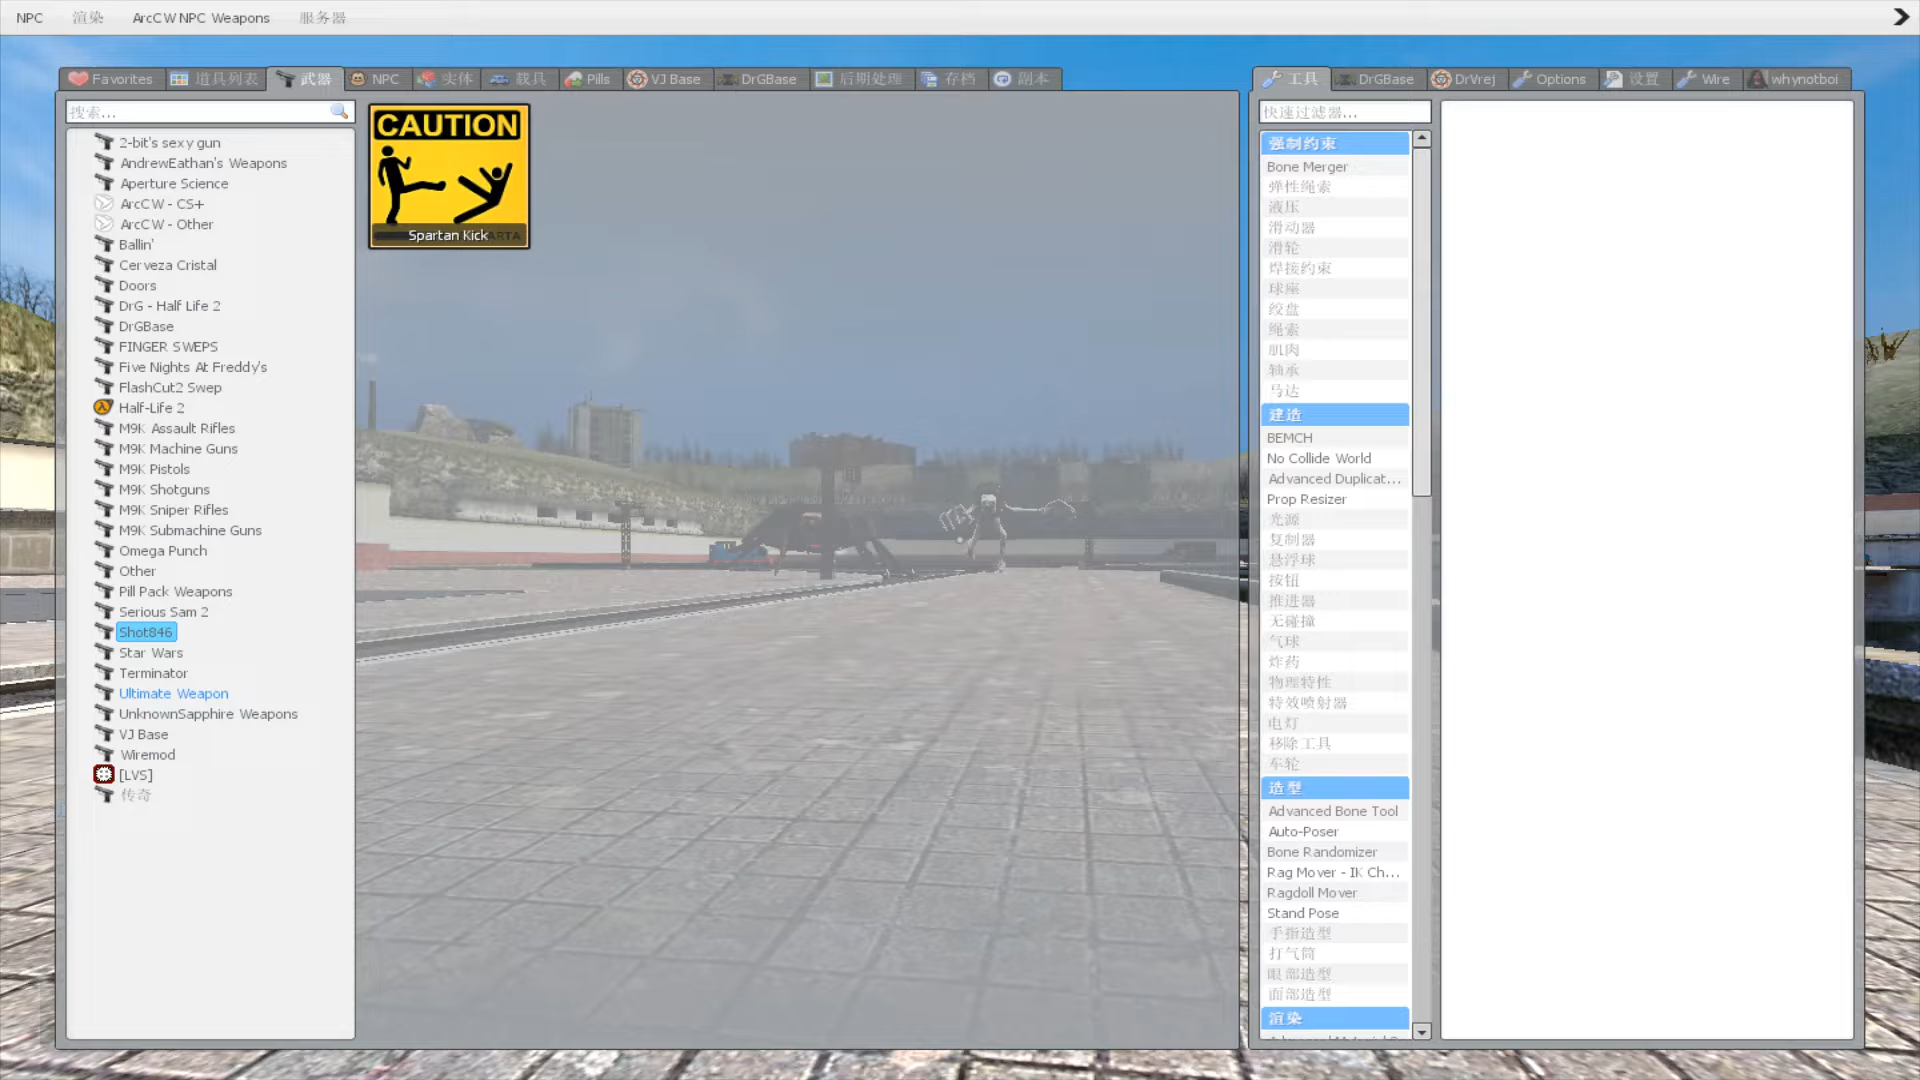 NPC 渲染 ArcCW NPC Weapons 服务器
Favorites 道具列表 武器 NPC 实体 载具 Pills VJ Base DrGBase 后期处理 存档 副本
工具 DrGBase DrVrej Options 设置 Wire whynotboi
搜索...
2-bit's sexy gun
AndrewEathan's Weapons
Aperture Science
ArcCW - CS+
ArcCW - Other
Ballin'
Cerveza Cristal
Doors
DrG - Half Life 2
DrGBase
FINGER SWEPS
Five Nights At Freddy's
FlashCut2 Swep
Half-Life 2
M9K Assault Rifles
M9K Machine Guns
M9K Pistols
M9K Shotguns
M9K Sniper Rifles
M9K Submachine Guns
Omega Punch
Other
Pill Pack Weapons
Serious Sam 2
Shot846
Star Wars
Terminator
Ultimate Weapon
UnknownSapphire Weapons
VJ Base
Wiremod
[LVS]
传奇
CAUTION
Spartan Kick
快速过滤器...
强制约束
Bone Merger
弹性绳索
液压
滑动器
滑轮
焊接约束
球座
绞盘
绳索
肌肉
轴承
马达
建造
BEMCH
No Collide World
Advanced Duplicat...
Prop Resizer
光源
复制器
悬浮球
按钮
推进器
无碰撞
气球
炸药
物理特性
特效喷射器
电灯
移除工具
车轮
造型
Advanced Bone Tool
Auto-Poser
Bone Randomizer
Rag Mover - IK Ch...
Ragdoll Mover
Stand Pose
手指造型
打气筒
眼部造型
面部造型
渲染